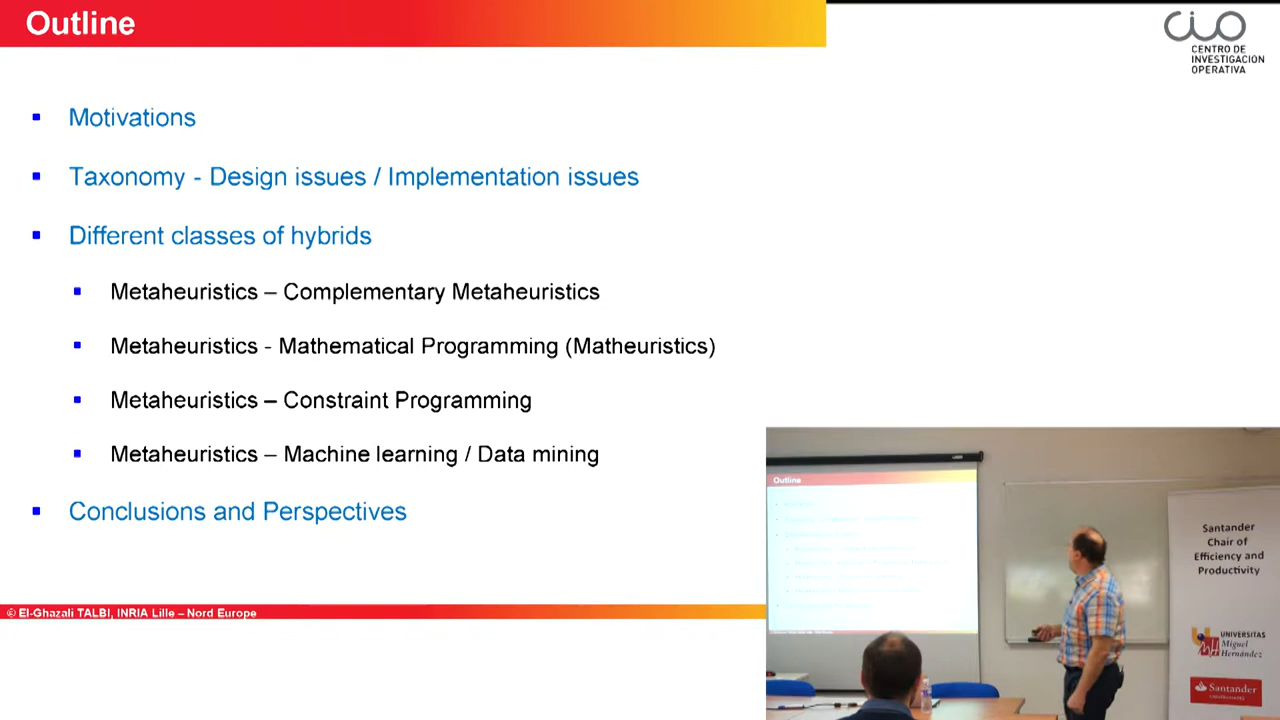 Outline
CIO
CENTRO DE
INVESTIGACION
OPERATIVA
Motivations
Taxonomy - Design issues / Implementation issues
Different classes of hybrids
Metaheuristics – Complementary Metaheuristics
Metaheuristics - Mathematical Programming (Matheuristics)
Metaheuristics – Constraint Programming
Metaheuristics – Machine learning / Data mining
Conclusions and Perspectives
© El-Ghazali TALBI, INRIA Lille – Nord Europe
Outline
Santander
Chair of
Efficiency and
Productivity
UNIVERSITAS
Miguel
Hernández
Santander